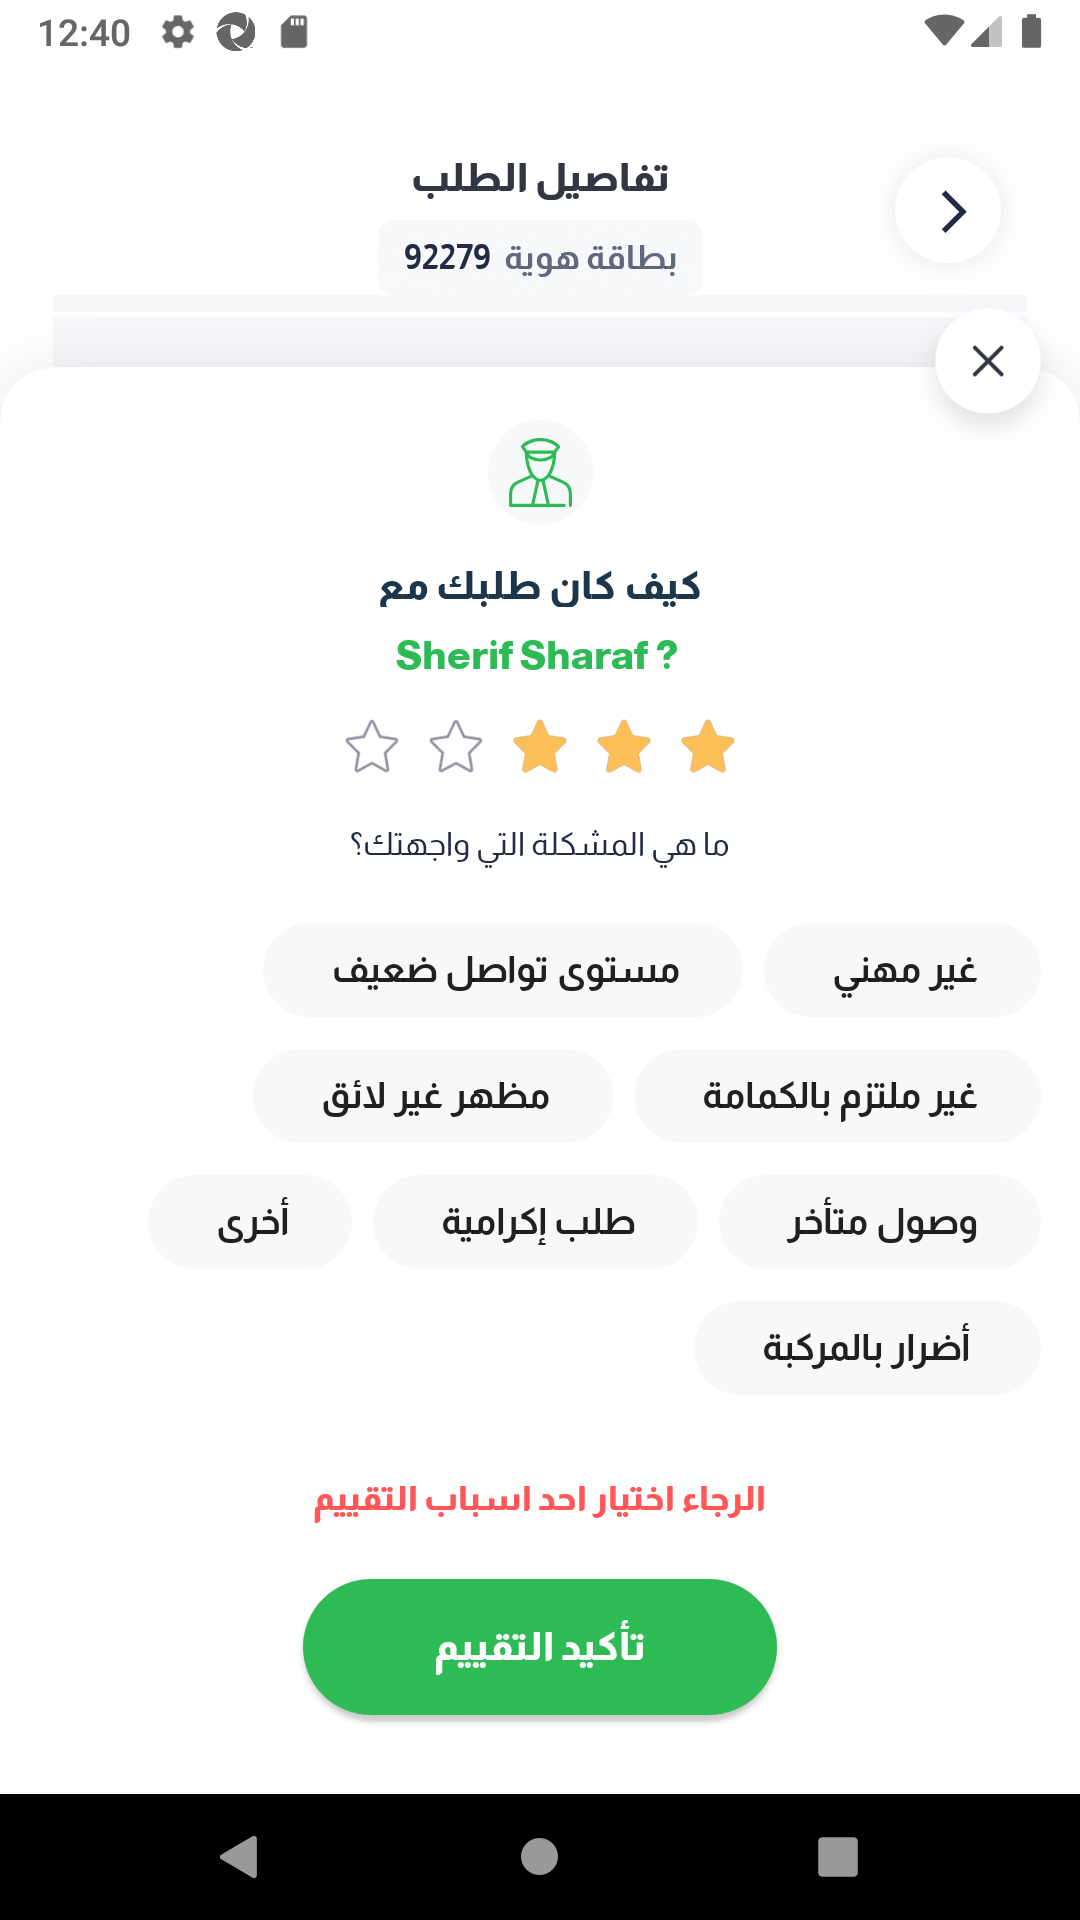 12:40
تفاصيل الطلب
بطاقة هوية 92279
كيف كان طلبك مع
Sherif Sharaf ?
ما هي المشكلة التي واجهتك؟
غير مهني
مستوى تواصل ضعيف
غير ملتزم بالكمامة
مظهر غير لائق
وصول متأخر
طلب إكرامية
أخرى
أضرار بالمركبة
الرجاء اختيار احد اسباب التقييم
تأكيد التقييم